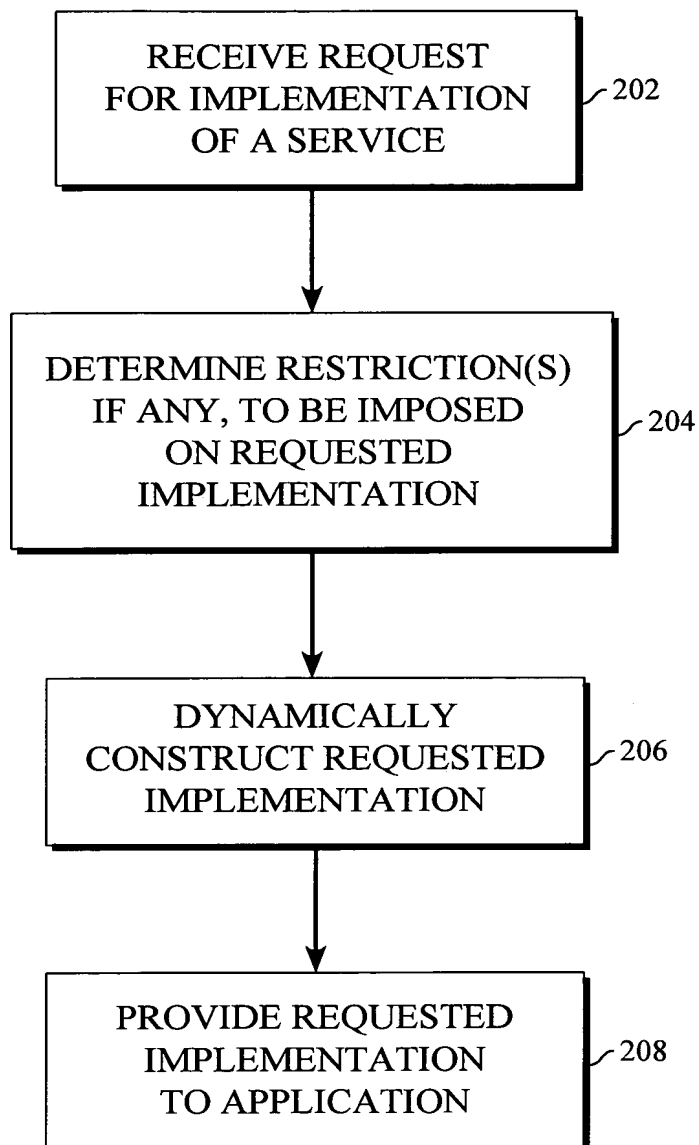 RECEIVE REQUEST
FOR IMPLEMENTATION
OF A SERVICE
202
DETERMINE RESTRICTION(S)
IF ANY, TO BE IMPOSED
ON REQUESTED
IMPLEMENTATION
204
DYNAMICALLY
CONSTRUCT REQUESTED
IMPLEMENTATION
206
PROVIDE REQUESTED
IMPLEMENTATION
TO APPLICATION
208